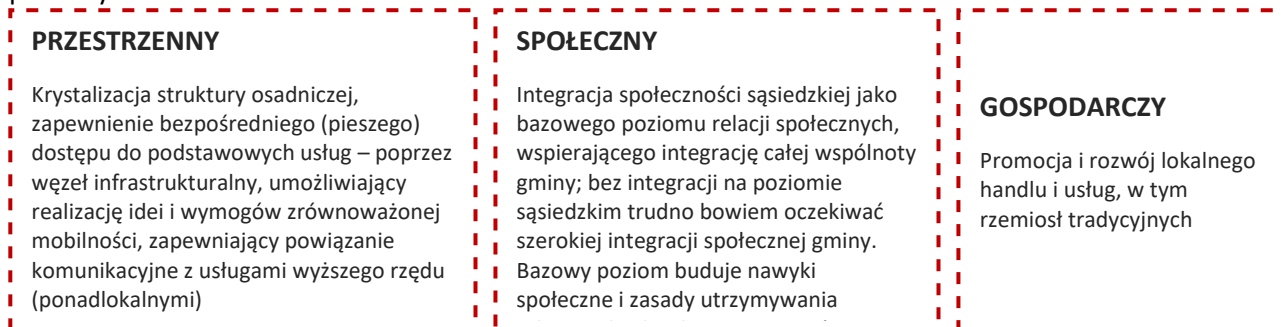 PRZESTRZENNY
Krystalizacja struktury osadniczej,
zapewnienie bezpośredniego (pieszego)
dostępu do podstawowych usług – poprzez
węzeł infrastrukturalny, umożliwiający
realizację idei i wymogów zrównoważonej
mobilności, zapewniający powiązanie
komunikacyjne z usługami wyższego rzędu
(ponadlokalnymi)
SPOŁECZNY
Integracja społeczności sąsiedzkiej jako
bazowego poziomu relacji społecznych,
wspierającego integrację całej wspólnoty
gminy; bez integracji na poziomie
sąsiedzkim trudno bowiem oczekiwać
szerokiej integracji społecznej gminy.
Bazowy poziom buduje nawyki
społeczne i zasady utrzymywania
GOSPODARCZY
Promocja i rozwój lokalnego
handlu i usług, w tym
rzemiosł tradycyjnych